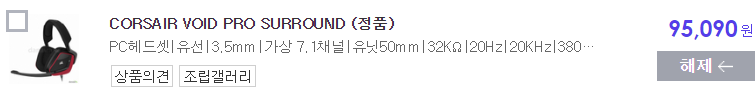 CORSAIR VOID PRO SURROUND (정품)
PC헤드셋|유선|3,5mm|가상 7,1채널|유닛50mm|32KΩ|20Hz|20KHz|380…
95,090원
상품의견 조립갤러리
해제 ←